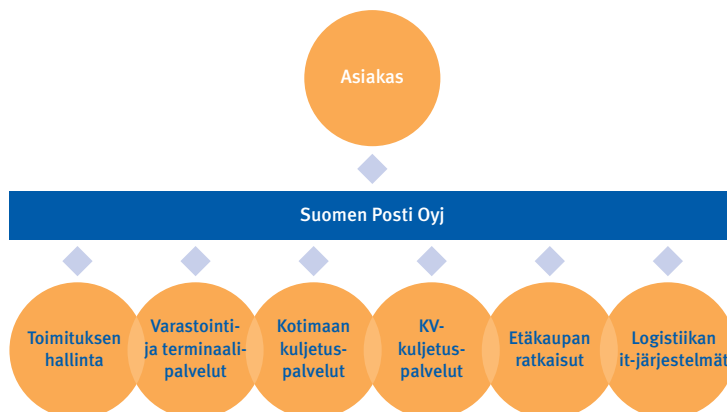 Asiakas
Suomen Posti Oyj
Toimituksen
hallinta
Varastointi-
ja terminaali-
palvelut
Kotimaan
kuljetus-
palvelut
KV-
kuljetus-
palvelut
Etäkaupan
ratkaisut
Logistiikan
it-järjestelmät